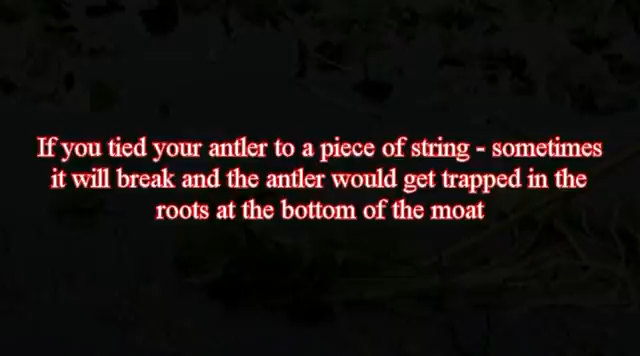 If you tied your antler to a piece of string - sometimes
it will break and the antler would get trapped in the
roots at the bottom of the moat